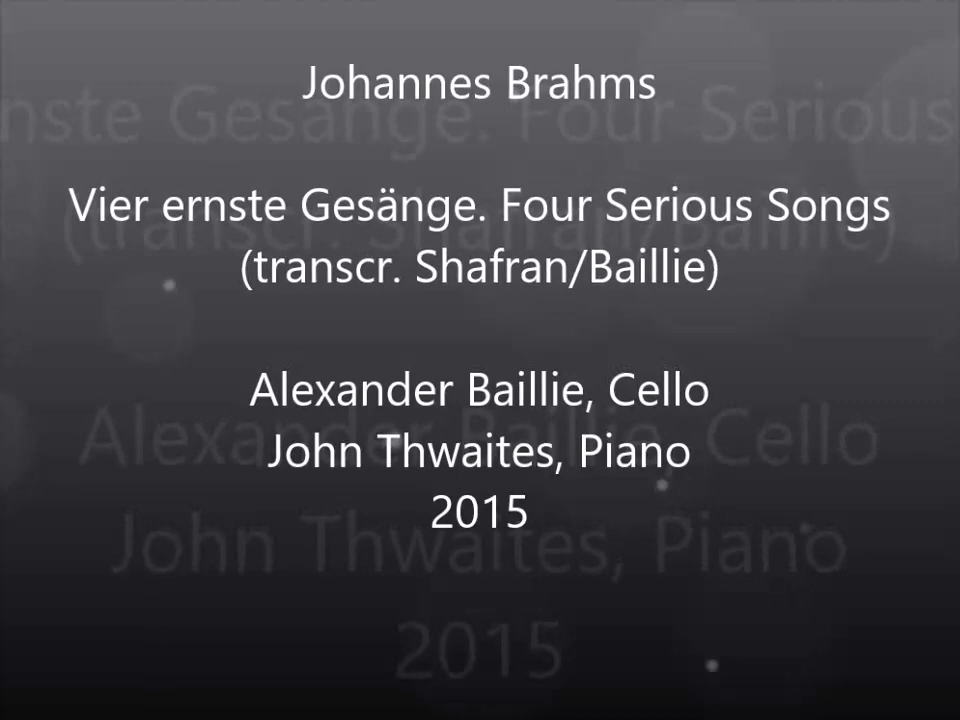 Johannes Brahms
Vier ernste Gesänge. Four Serious Songs
(transcr. Shafran/Baillie)
Alexander Baillie, Cello
John Thwaites, Piano
2015